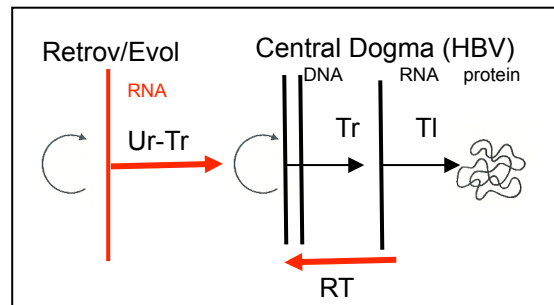 Retrov/Evol
Central Dogma (HBV)
RNA
DNA
RNA
protein
Ur-Tr
Tr
Tl
RT